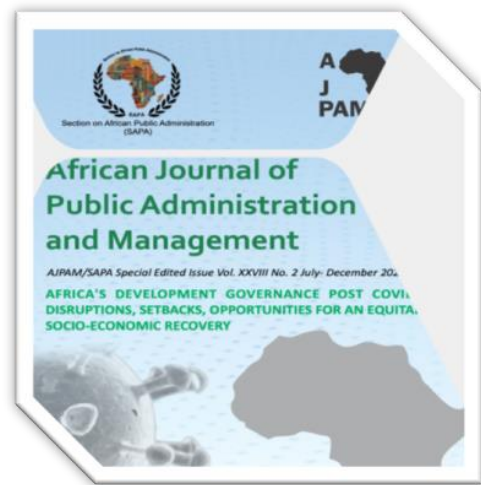 Section on African Public Administration
(SAPA)
SAPA
A
J
PAM
African Journal of
Public Administration
and Management
AJPAM/SAPA Special Edited Issue Vol. XXVIII No. 2 July- December
AFRICA'S DEVELOPMENT GOVERNANCE POST
DISRUPTIONS, SETBACKS, OPPORTUNITIES FOR AN
SOCIO-ECONOMIC RECOVERY